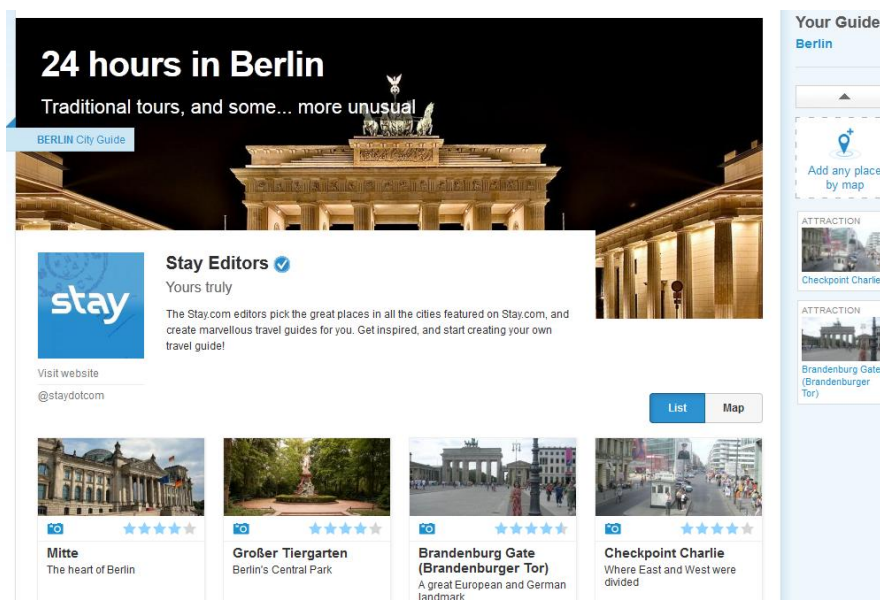 24 hours in Berlin
Traditional tours, and some... more unusual
BERLIN City Guide
stay
Visit website
@staydotcom
Stay Editors
Yours truly
The Stay.com editors pick the great places in all the cities featured on Stay.com, and
create marvellous travel guides for you. Get inspired, and start creating your own
travel guide!
List
Map
Mitte
The heart of Berlin
Großer Tiergarten
Berlin's Central Park
Brandenburg Gate
(Brandenburger Tor)
A great European and German
landmark
Checkpoint Charlie
Where East and West were
divided
Your Guide
Berlin
Add any place
by map
ATTRACTION
Checkpoint Charlie
ATTRACTION
Brandenburg Gate
(Brandenburger
Tor)